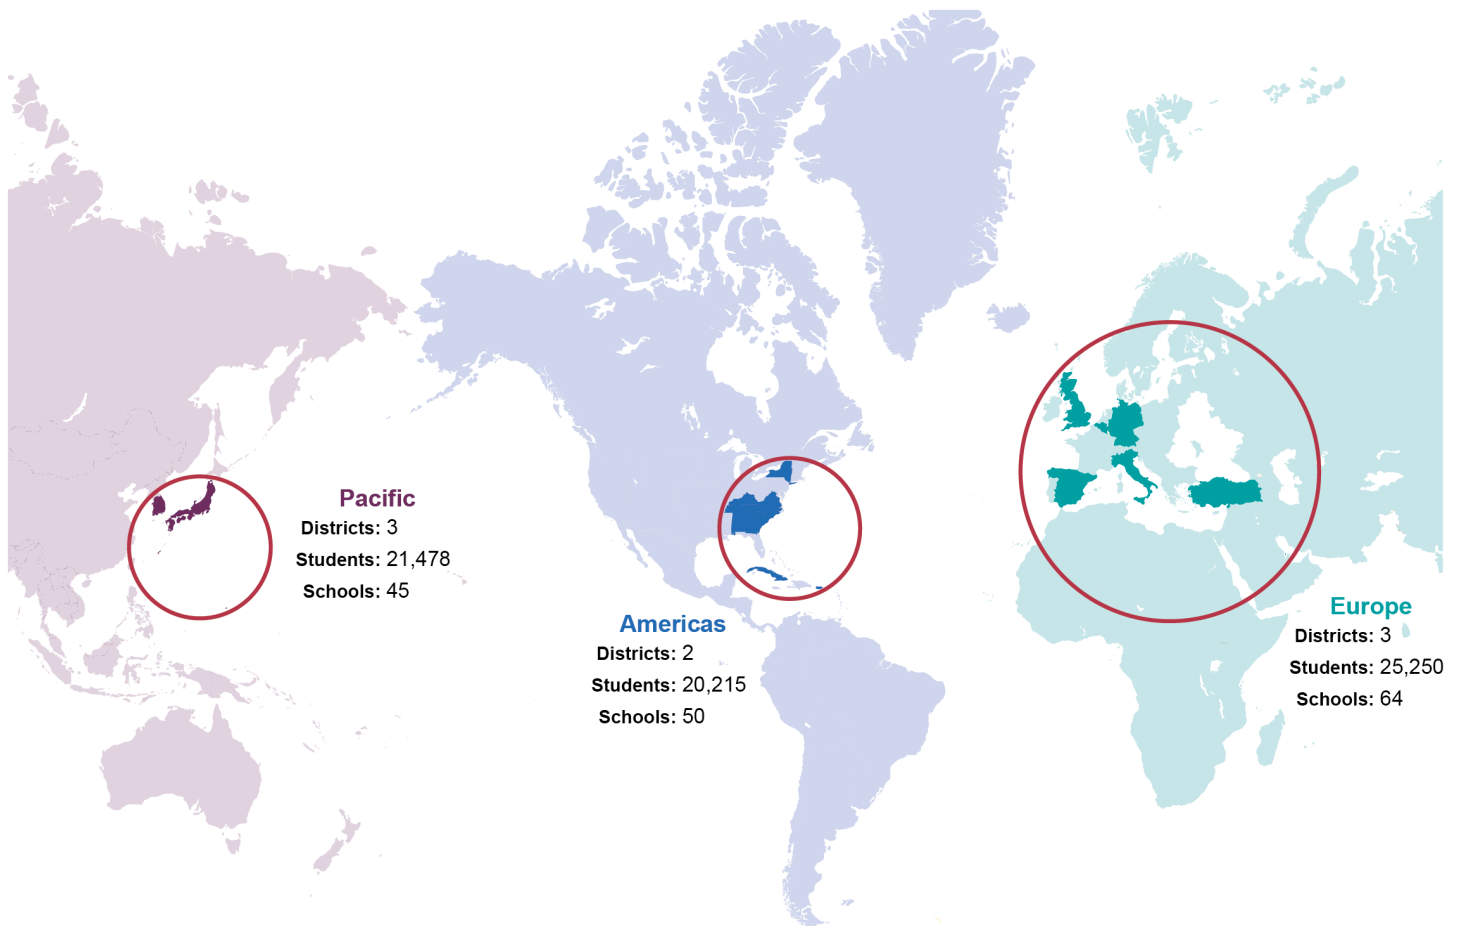 Pacific
Districts: 3
Students: 21,478
Schools: 45
Americas
Districts: 2
Students: 20,215
Schools: 50
Europe
Districts: 3
Students: 25,250
Schools: 64